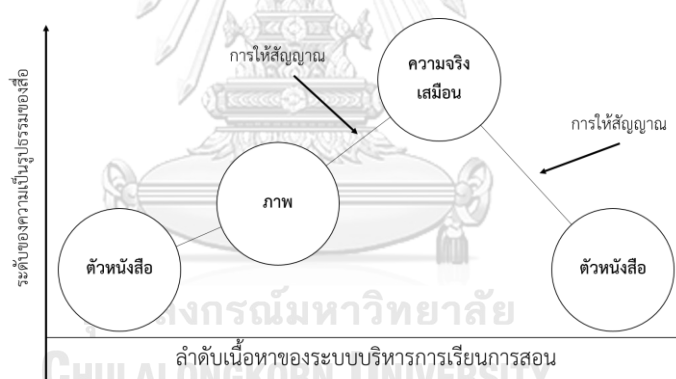 การให้สัญญาณ
ความจริง
เสมือน
การให้สัญญาณ
ระดับของความเป็นรูปธรรมของสื่อ
ภาพ
ตัวหนังสือ
ตัวหนังสือ
ลงกรณ์มหาวิทยาลัย
ลำดับเนื้อหาของระบบบริหารการเรียนการสอน
CHULALONGKORN UNIVERSITY